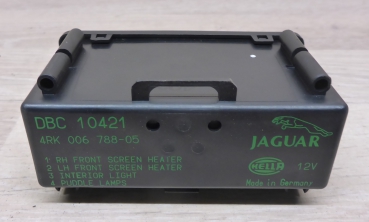 DBC 10421
4RK 006 788-05
1 RH FRONT SCREEN HEATER
2 LH FRONT SCREEN HEATER
3 INTERIOR LIGHT
4 PUDDLE LAMPS
JAGUAR
HELLA
12V
Made in Germany